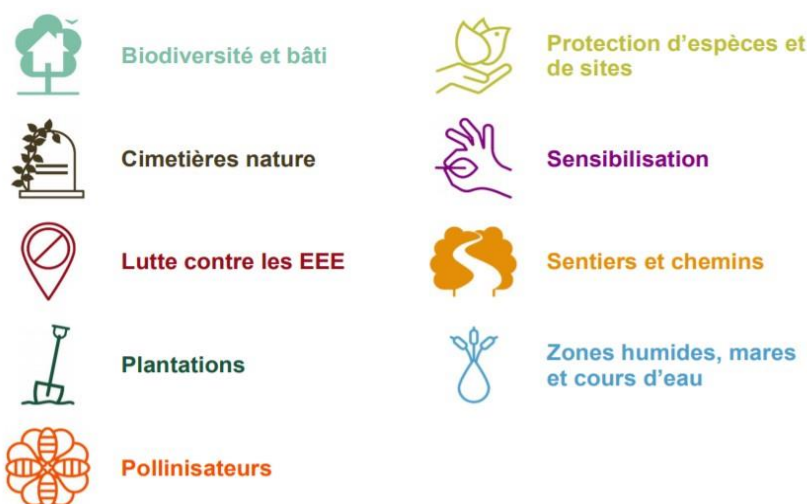 Biodiversité et bâti
Cimetières nature
Lutte contre les EEE
Plantations
Pollinisateurs
Protection d’espèces et
de sites
Sensibilisation
Sentiers et chemins
Zones humides, mares
et cours d’eau